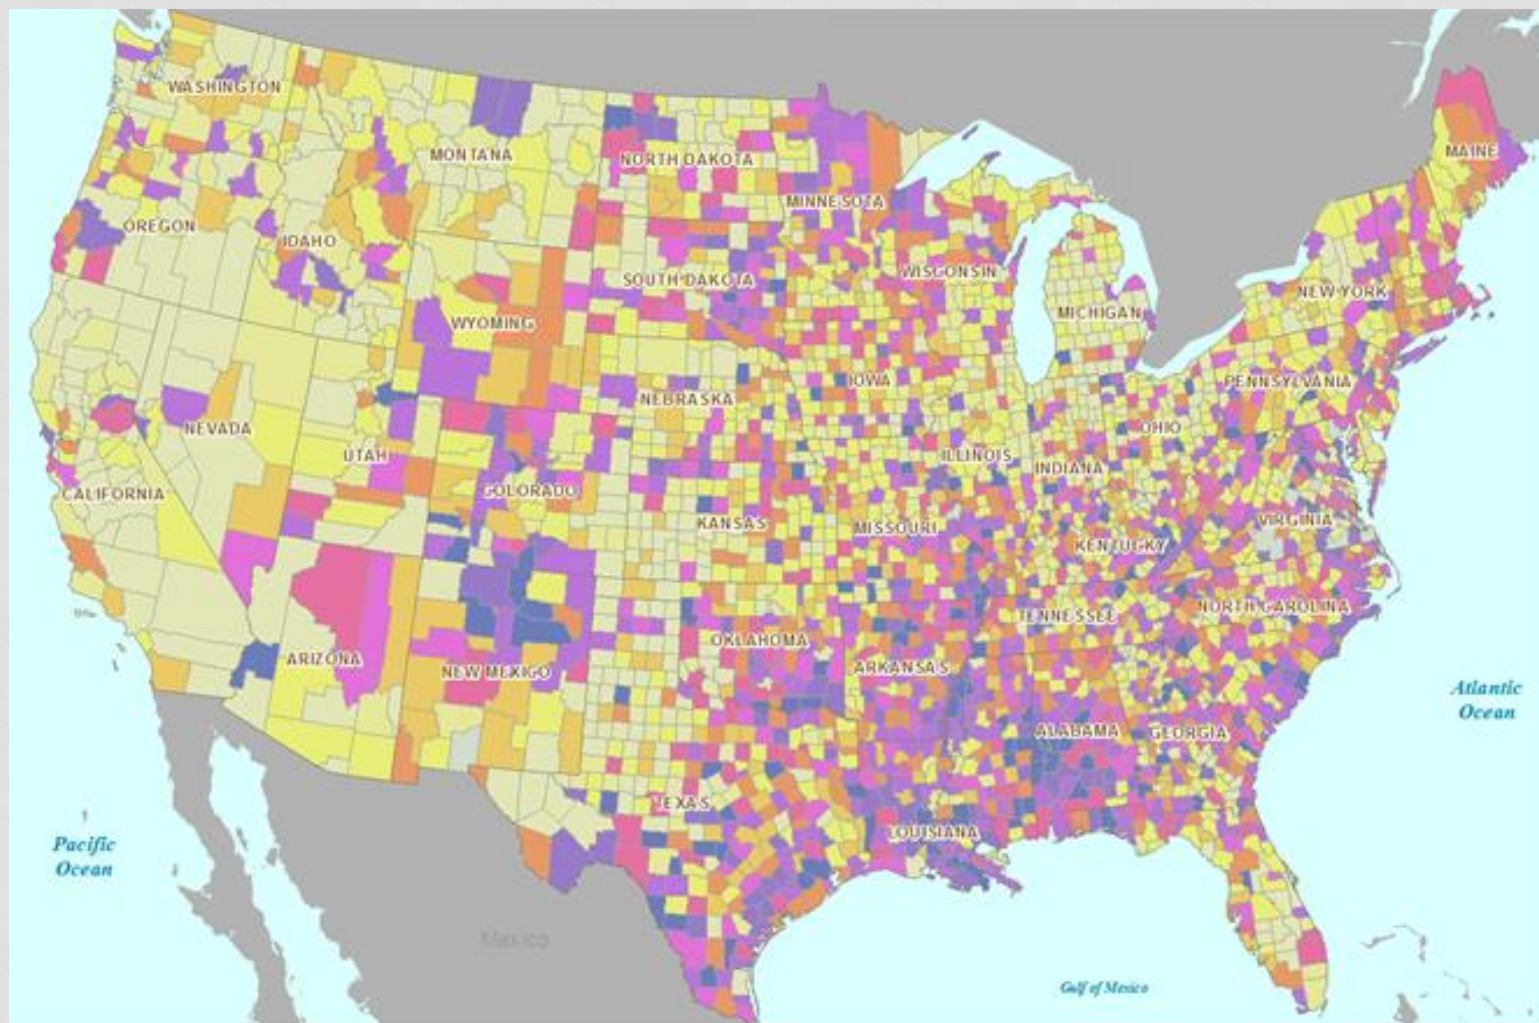 WASHINGTON
MONTANA
NORTH DAKOTA
MAINE
MINNESOTA
OREGON
IDAHO
SOUTH DAKOTA
WISCONSIN
NEW YORK
WYOMING
MICHIGAN
IOWA
PENNSYLVANIA
NEBRASKA
NEVADA
OHIO
UTAH
ILLINOIS
INDIANA
CALIFORNIA
COLORADO
KANSAS
MISSOURI
VIRGINIA
KENTUCKY
NORTH CAROLINA
TENNESSEE
OKLAHOMA
ARIZONA
NEW MEXICO
ARKANSAS
Atlantic
Ocean
ALABAMA
GEORGIA
TEXAS
LOUISIANA
Pacific
Ocean
Mexico
Gulf of Mexico